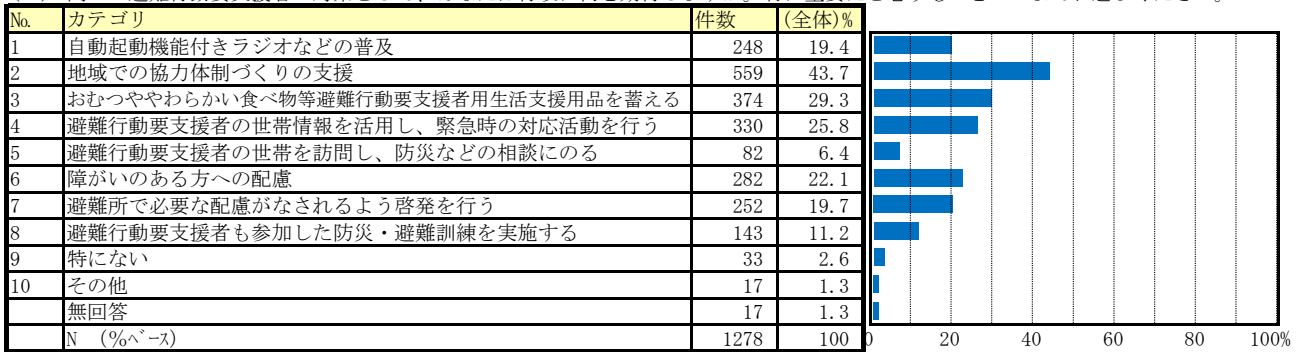 № カテゴリ 件数 (全体)%
1 自動起動機能付きラジオなどの普及 248 19.4
2 地域での協力体制づくりの支援 559 43.7
3 おむつややわらかい食べ物等避難行動要支援者用生活支援用品を蓄える 374 29.3
4 避難行動要支援者の世帯情報を活用し、緊急時の対応活動を行う 330 25.8
5 避難行動要支援者の世帯を訪問し、防災などの相談にのる 82 6.4
6 障がいのある方への配慮 282 22.1
7 避難所で必要な配慮がなされるよう啓発を行う 252 19.7
8 避難行動要支援者も参加した防災・避難訓練を実施する 143 11.2
9 特にない 33 2.6
10 その他 17 1.3
無回答 17 1.3
N (%ﾍﾞｰｽ) 1278 100
0 20 40 60 80 100%